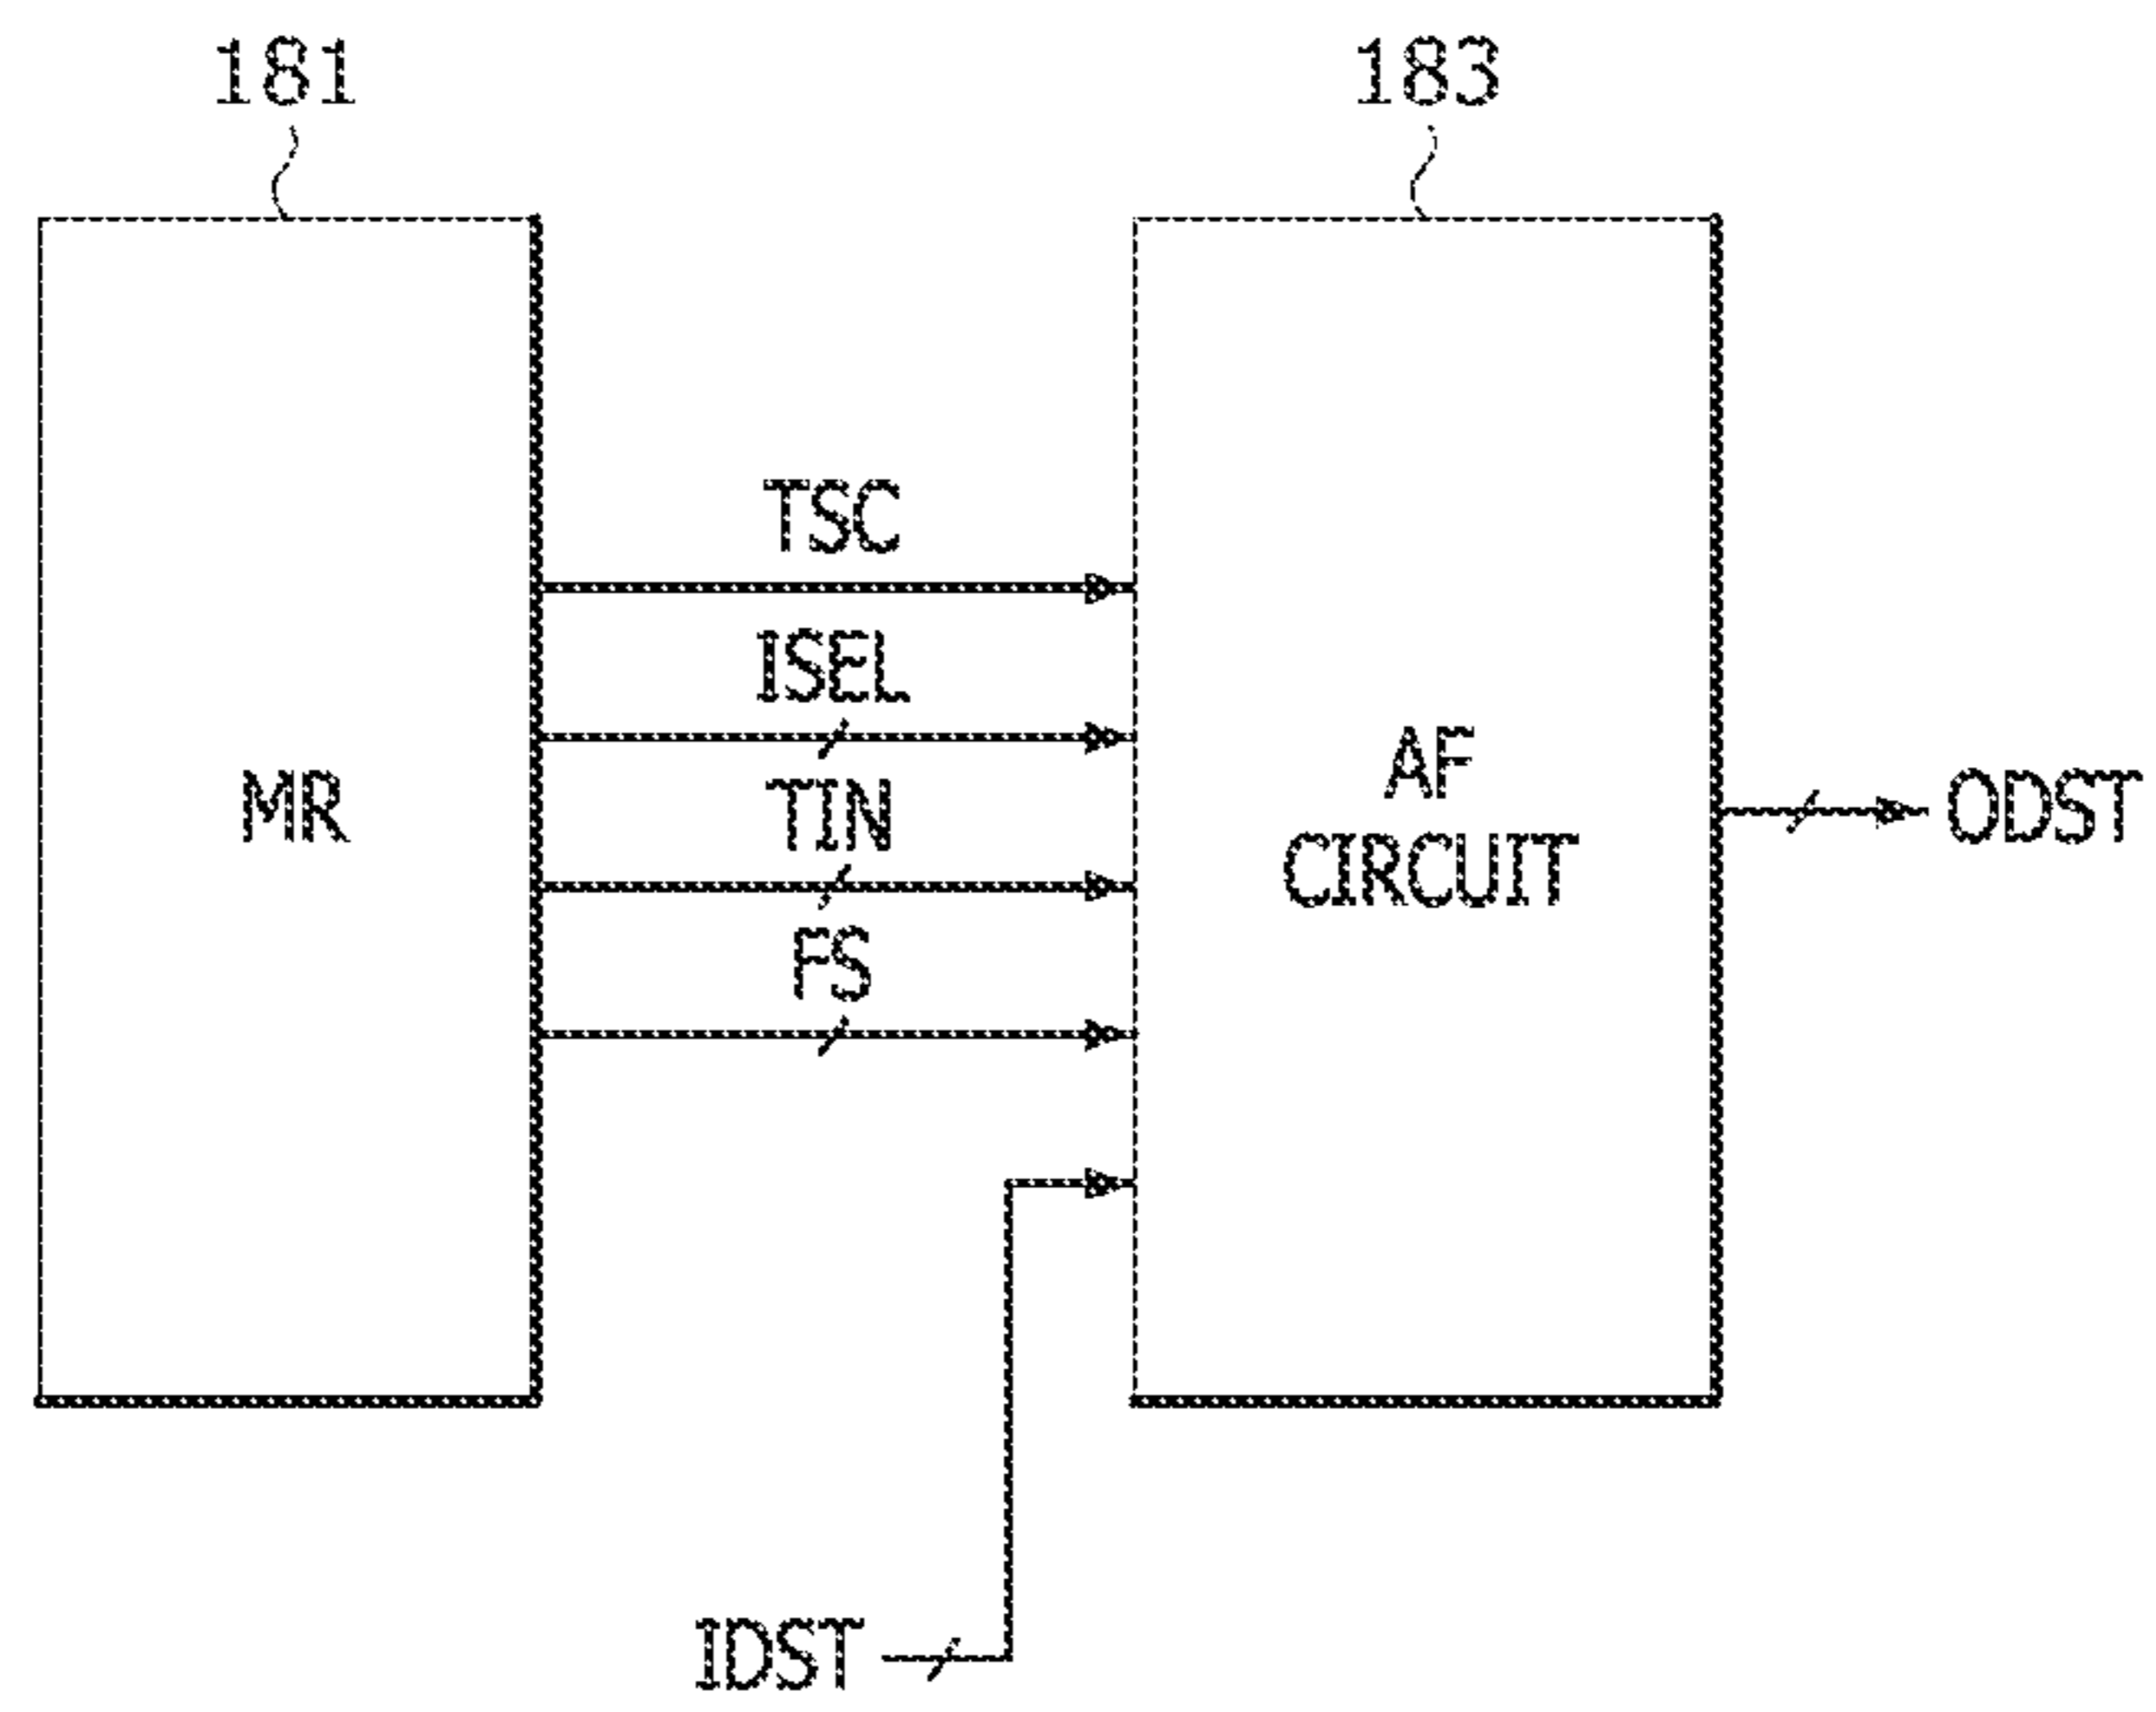 181
183
TSC
ISEL
MR
TIN
AF
CIRCUIT
ODST
FS
IDST